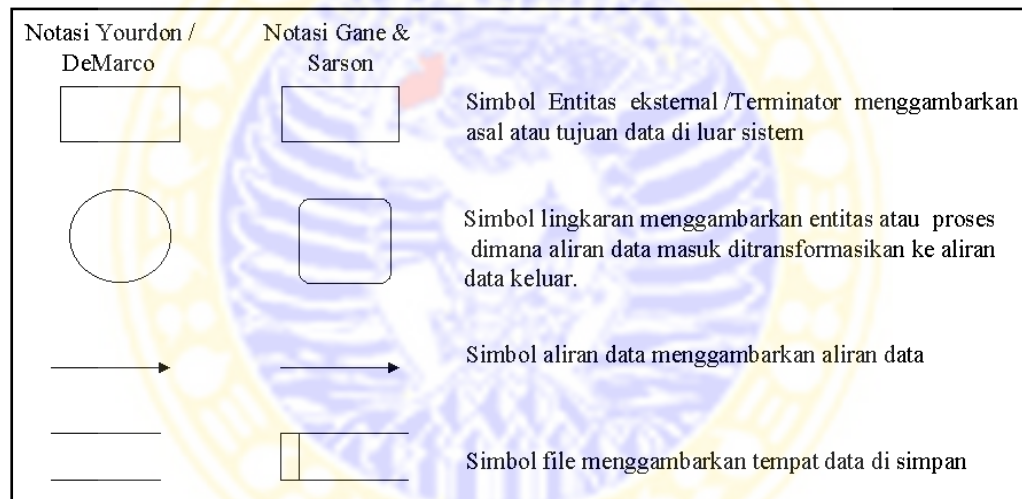 Notasi Yourdon /
DeMarco
Notasi Gane &
Sarson
Simbol Entitas eksternal /Terminator menggambarkan
asal atau tujuan data di luar sistem
Simbol lingkaran menggambarkan entitas atau proses
dimana aliran data masuk ditransformasikan ke aliran
data keluar.
Simbol aliran data menggambarkan aliran data
Simbol file menggambarkan tempat data di simpan